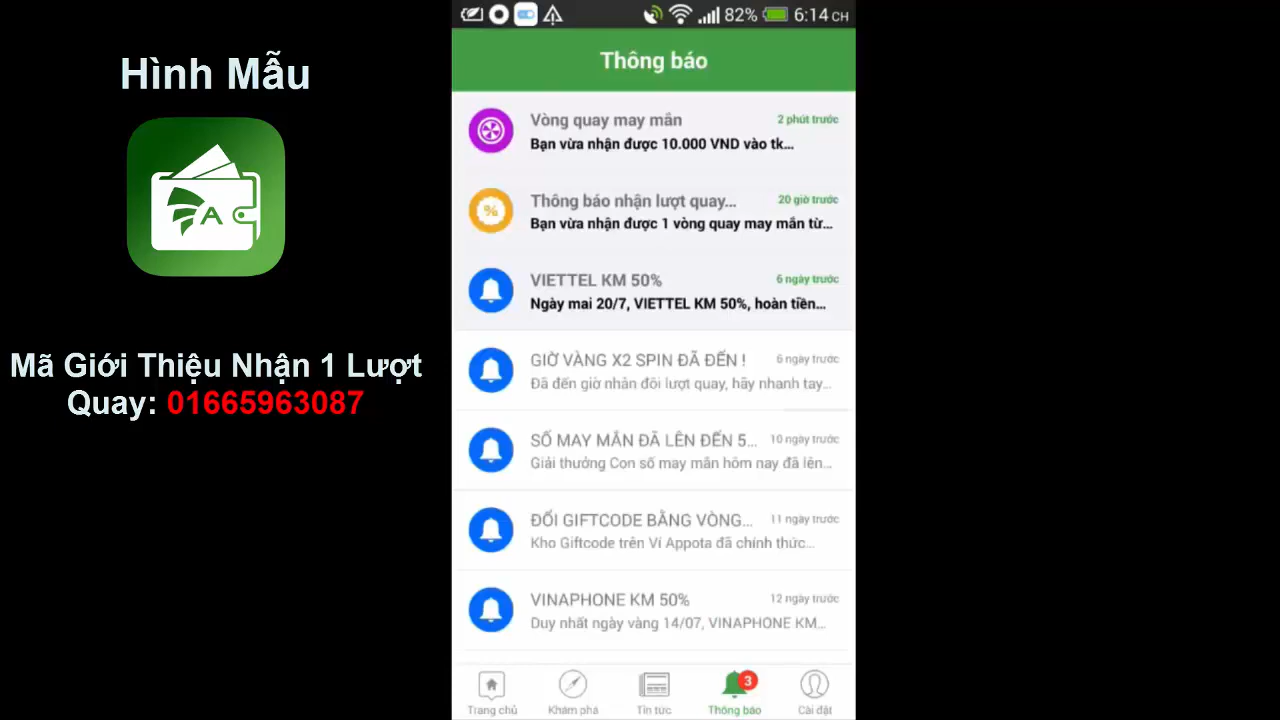 Hình Mẫu
A
Mã Giới Thiệu Nhận 1 Lượt
Quay: 01665963087
82% 6:14 CH
Thông báo
Vòng quay may mắn 2 phút trước
Bạn vừa nhận được 10.000 VND vào tk...
Thông báo nhận lượt quay... 20 giờ trước
%
Bạn vừa nhận được 1 vòng quay may mắn từ...
VIETTEL KM 50% 6 ngày trước
Ngày mai 20/7, VIETTEL KM 50%, hoàn tiền...
GIỜ VÀNG X2 SPIN ĐÃ ĐẾN ! 6 ngày trước
Đã đến giờ nhân đôi lượt quay, hãy nhanh tay...
SỐ MAY MẮN ĐÃ LÊN ĐẾN 5... 10 ngày trước
Giải thưởng Con số may mắn hôm nay đã lên...
ĐỔI GIFTCODE BẰNG VÒNG... 11 ngày trước
Kho Giftcode trên Ví Appota đã chính thức...
VINAPHONE KM 50% 12 ngày trước
Duy nhất ngày vàng 14/07, VINAPHONE KM...
3
Trang chủ Khám phá Tin tức Thông báo Cài đặt